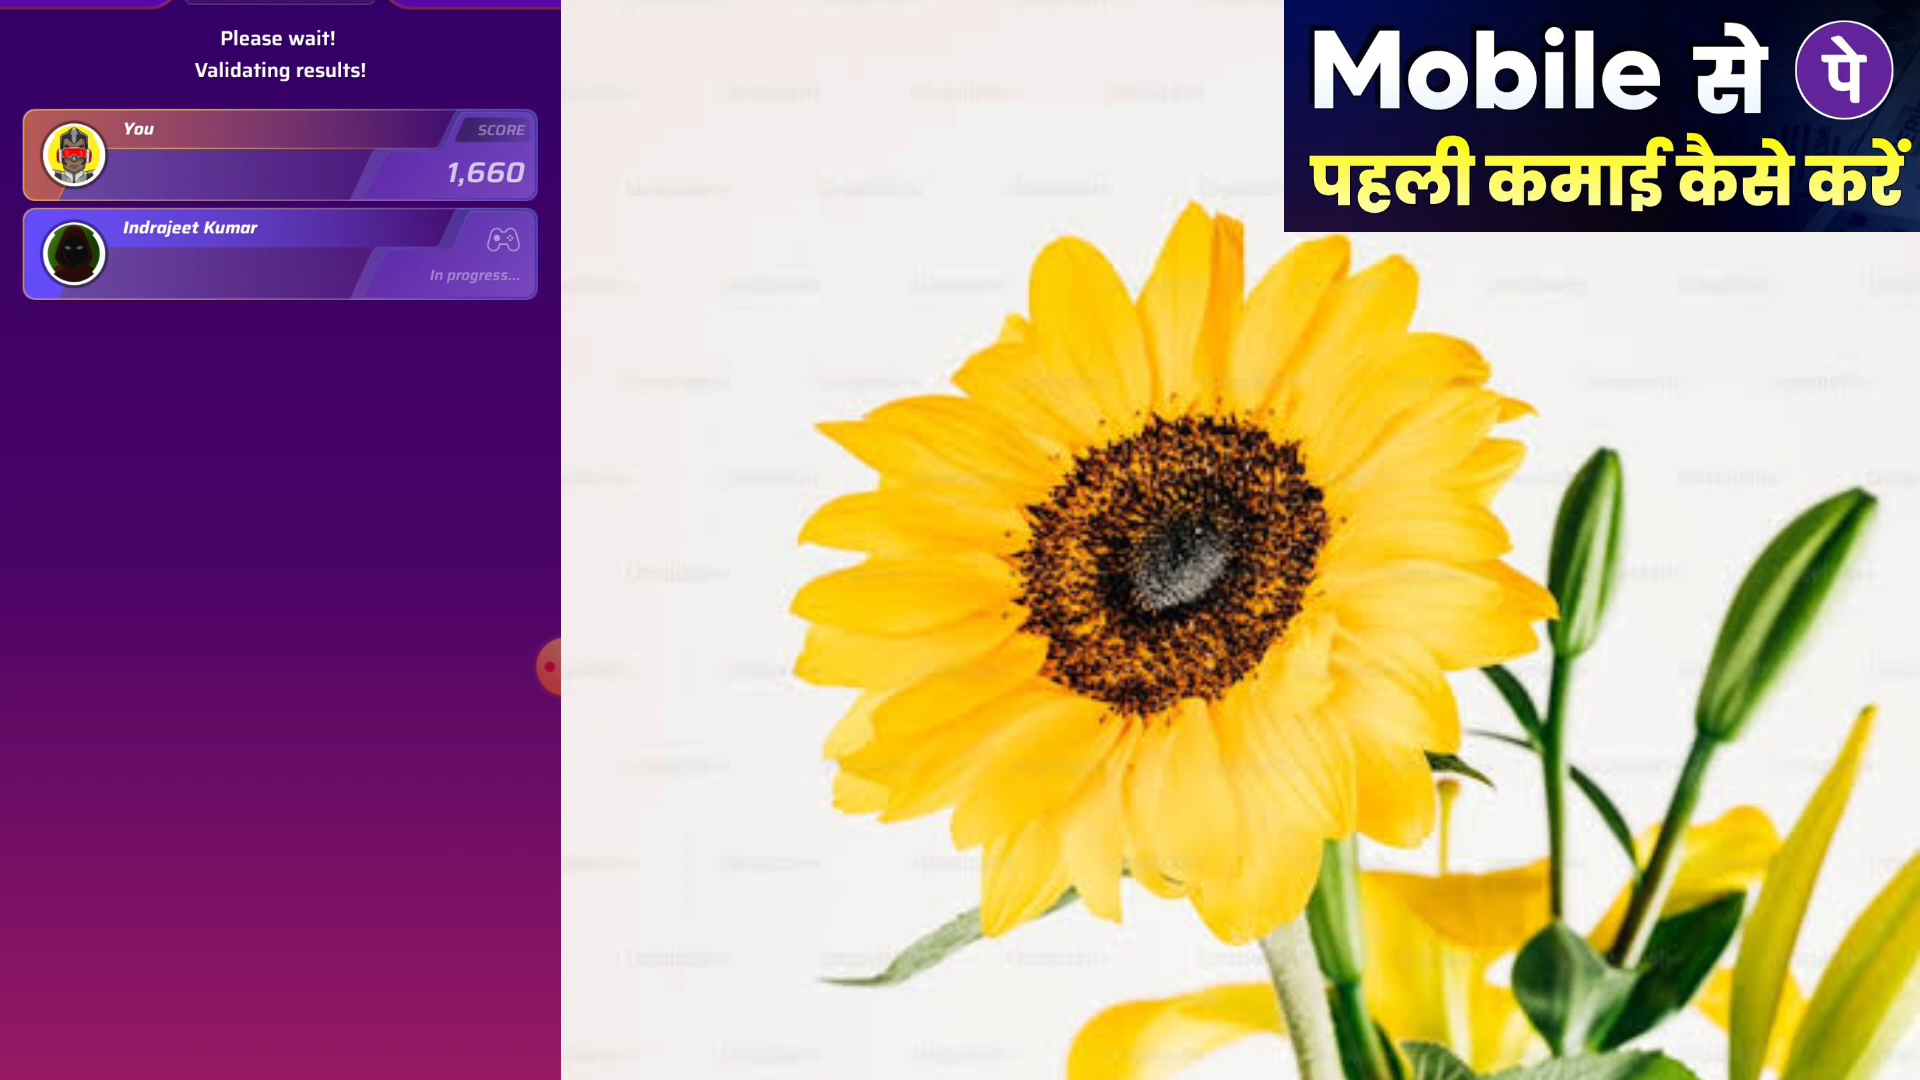 Please wait!
Validating results!
You
SCORE
1,660
Indrajeet Kumar
In progress...
Mobile से पे
पहली कमाई कैसे करें